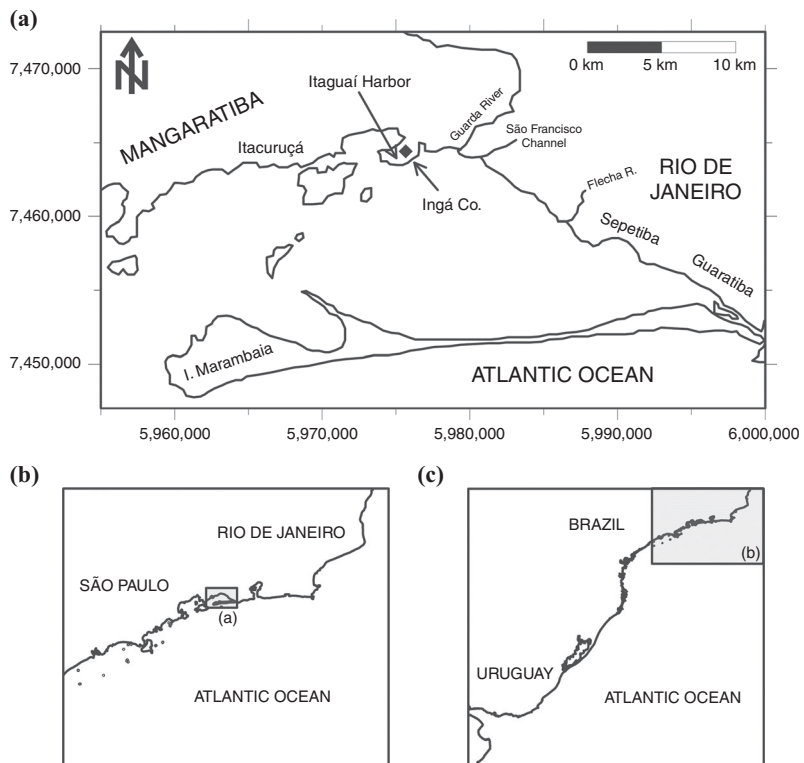 (a)
7,470,000
7,460,000
7,450,000
N
0 km 5 km 10 km
MANGARATIBA
Itaguaí Harbor
Itacuruçá
Guarda River
São Francisco
Channel
Ingá Co.
Flecha R.
RIO DE
JANEIRO
Sepetiba
Guaratiba
I. Marambaia
ATLANTIC OCEAN
5,960,000 5,970,000 5,980,000 5,990,000 6,000,000
(b)
RIO DE JANEIRO
SÃO PAULO
(a)
ATLANTIC OCEAN
(c)
BRAZIL
(b)
URUGUAY
ATLANTIC OCEAN